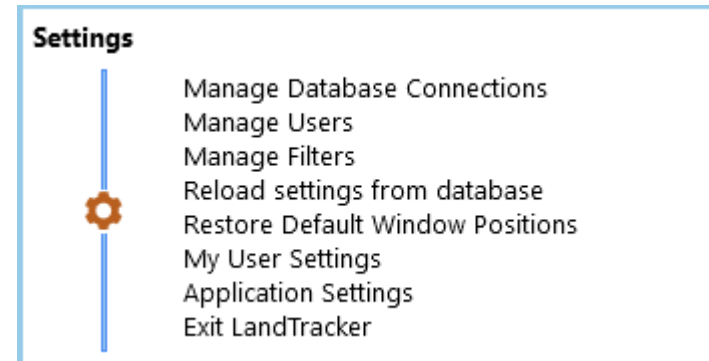 Settings
Manage Database Connections
Manage Users
Manage Filters
Reload settings from database
Restore Default Window Positions
My User Settings
Application Settings
Exit LandTracker